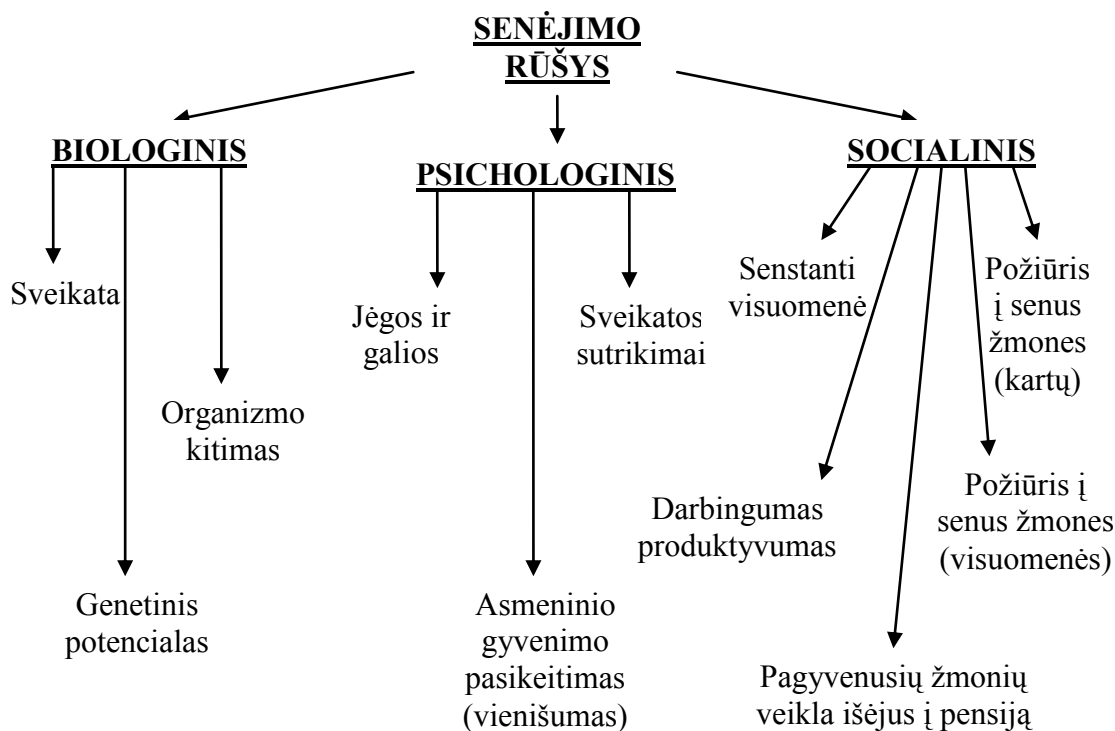 SENĖJIMO
RŪŠYS
BIOLOGINIS
PSICHOLOGINIS
SOCIALINIS
Sveikata
Organizmo
kitimas
Genetinis
potencialas
Jėgos ir
galios
Sveikatos
sutrikimai
Asmeninio
gyvenimo
pasikeitimas
(vienišumas)
Senstanti
visuomenė
Požiūris
į senus
žmones
(kartų)
Darbingumas
produktyvumas
Požiūris į
senus žmones
(visuomenės)
Pagyvenusių žmonių
veikla išėjus į pensiją